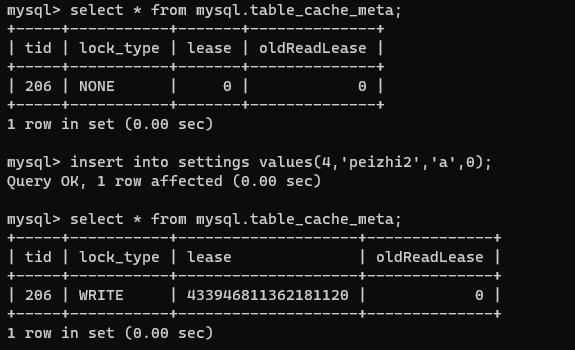 mysql> select * from mysql.table_cache_meta;
+-----+-----------+-------+--------------+
| tid | lock_type | lease | oldReadLease |
+-----+-----------+-------+--------------+
| 206 | NONE      |     0 |            0 |
+-----+-----------+-------+--------------+
1 row in set (0.00 sec)
mysql> insert into settings values(4,'peizhi2','a',0);
Query OK, 1 row affected (0.00 sec)
mysql> select * from mysql.table_cache_meta;
+-----+-----------+--------------------+--------------+
| tid | lock_type | lease              | oldReadLease |
+-----+-----------+--------------------+--------------+
| 206 | WRITE     | 433946811362181120 |            0 |
+-----+-----------+--------------------+--------------+
1 row in set (0.00 sec)